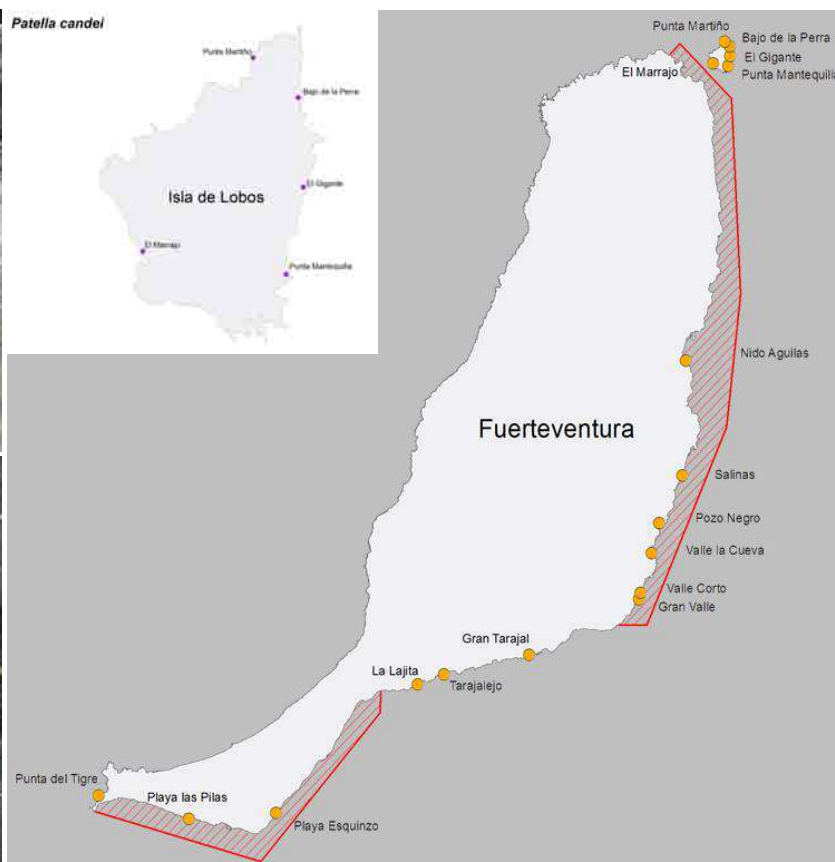 Patella candei
Punta Martiño
Bajo de la Perra
El Gigante
Isla de Lobos
El Marrajo
Punta Mantequilla
Punta Martiño
Bajo de la Perra
El Gigante
El Marrajo
Punta Mantequilla
Nido Aguilas
Fuerteventura
Salinas
Pozo Negro
Valle la Cueva
Valle Corto
Gran Valle
Gran Tarajal
La Lajita
Tarajalejo
Punta del Tigre
Playa las Pilas
Playa Esquinzo